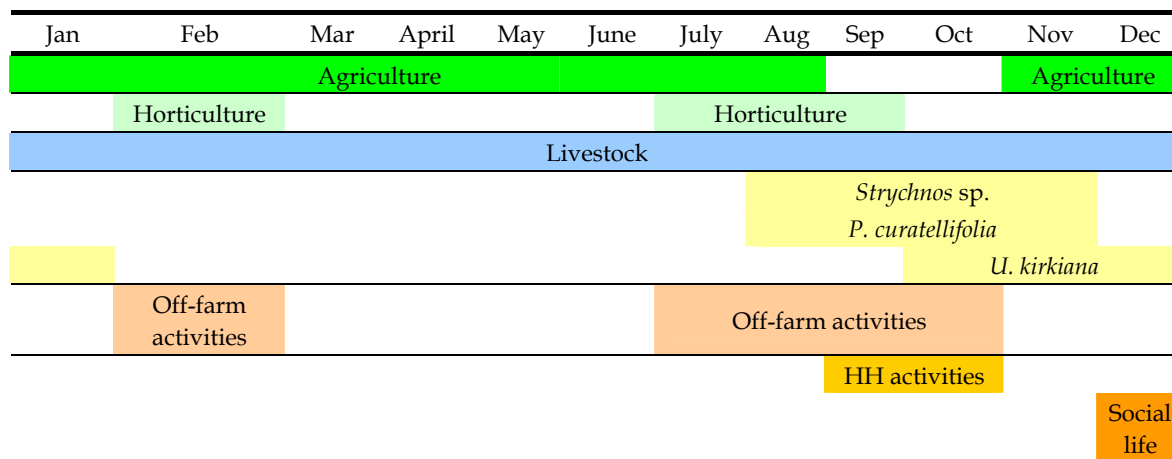 Jan Feb Mar April May June July Aug Sep Oct Nov Dec
Agriculture Agriculture
Horticulture Horticulture
Livestock
Strychnos sp.
P. curatellifolia
U. kirkiana
Off-farm
activities
Off-farm activities
HH activities
Social
life